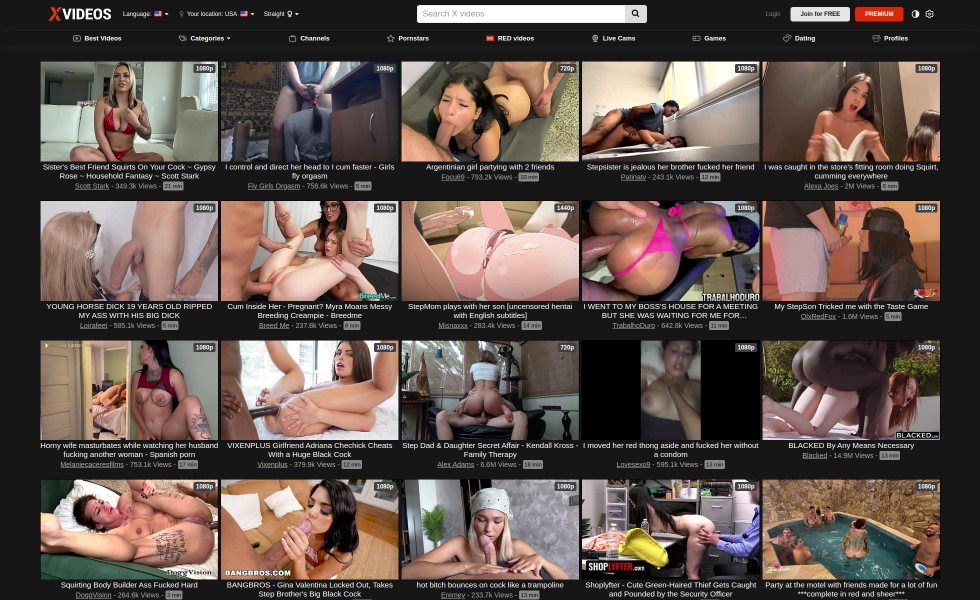 XVIDEOS
Language:
Your location: USA
Straight
Search X videos
Login
Join for FREE
PREMIUM
Best Videos
Categories
Channels
Pornstars
RED videos
Live Cams
Games
Dating
Profiles
1080p
1080p
720p
1080p
1080p
Sister's Best Friend Squirts On Your Cock ~ Gypsy
Rose ~ Household Fantasy ~ Scott Stark
Scott Stark - 349.3k Views - 21 min
I control and direct her head to I cum faster - Girls
fly orgasm
Fly Girls Orgasm - 758.6k Views - 5 min
Argentinian girl partying with 2 friends
Focu69 - 793.2k Views - 10 min
Stepsister is jealous her brother fucked her friend
Patinatv - 243.1k Views - 12 min
I was caught in the store's fitting room doing Squirt,
cumming everywhere
Alexa Joes - 2M Views - 8 min
1080p
1080p
1440p
1080p
1080p
BreedMe
TRABALHODURO
YOUNG HORSE DICK 19 YEARS OLD RIPPED
MY ASS WITH HIS BIG DICK
Loirafeet - 585.1k Views - 5 min
Cum Inside Her - Pregnant? Myra Moans Messy
Breeding Creampie - Breedme
Breed Me - 237.8k Views - 8 min
StepMom plays with her son [uncensored hentai
with English subtitles]
Misnaxxx - 283.4k Views - 14 min
I WENT TO MY BOSS'S HOUSE FOR A MEETING
BUT SHE WAS WAITING FOR ME FOR…
TrabalhoDuro - 642.8k Views - 11 min
My StepSon Tricked me with the Taste Game
OlxRedFox - 1.6M Views - 5 min
1080p
720p
1080p
1080p
BLACKED.COM
Horny wife masturbates while watching her husband
fucking another woman - Spanish porn
Melaniecaceresfilms - 753.1k Views - 17 min
VIXENPLUS Girlfriend Adriana Chechick Cheats
With a Huge Black Cock
Vixenplus - 379.9k Views - 12 min
Step Dad & Daughter Secret Affair - Kendall Kross -
Family Therapy
Alex Adams - 6.6M Views - 18 min
I moved her red thong aside and fucked her without
a condom
Lovesexo9 - 595.1k Views - 13 min
BLACKED By Any Means Necessary
Blacked - 14.9M Views - 13 min
1080p
1080p
1080p
1080p
1080p
DoggVision
BANGBROS.COM
SHOPLYFTER.com
Squirting Body Builder Ass Fucked Hard
DoggVision - 264.6k Views - 2 min
BANGBROS - Gina Valentina Locked Out, Takes
Step Brother's Big Black Cock
hot bitch bounces on cock like a trampoline
Eremey - 233.7k Views - 13 min
Shoplyfter - Cute Green-Haired Thief Gets Caught
and Pounded by the Security Officer
Party at the motel with friends made for a lot of fun
***complete in red and sheer***